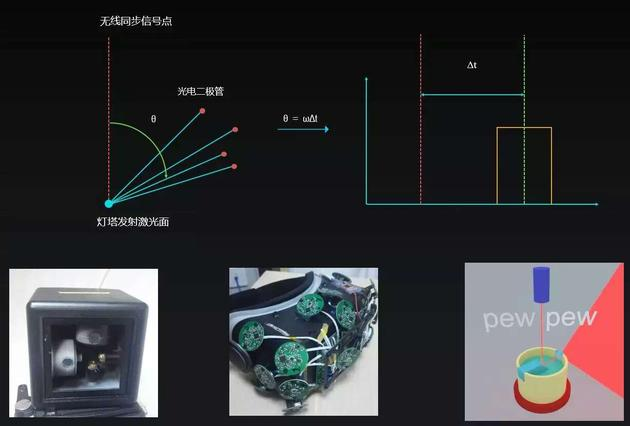 无线同步信号点
光电二极管
θ
θ = ωΔt
Δt
灯塔发射激光面
pew pew